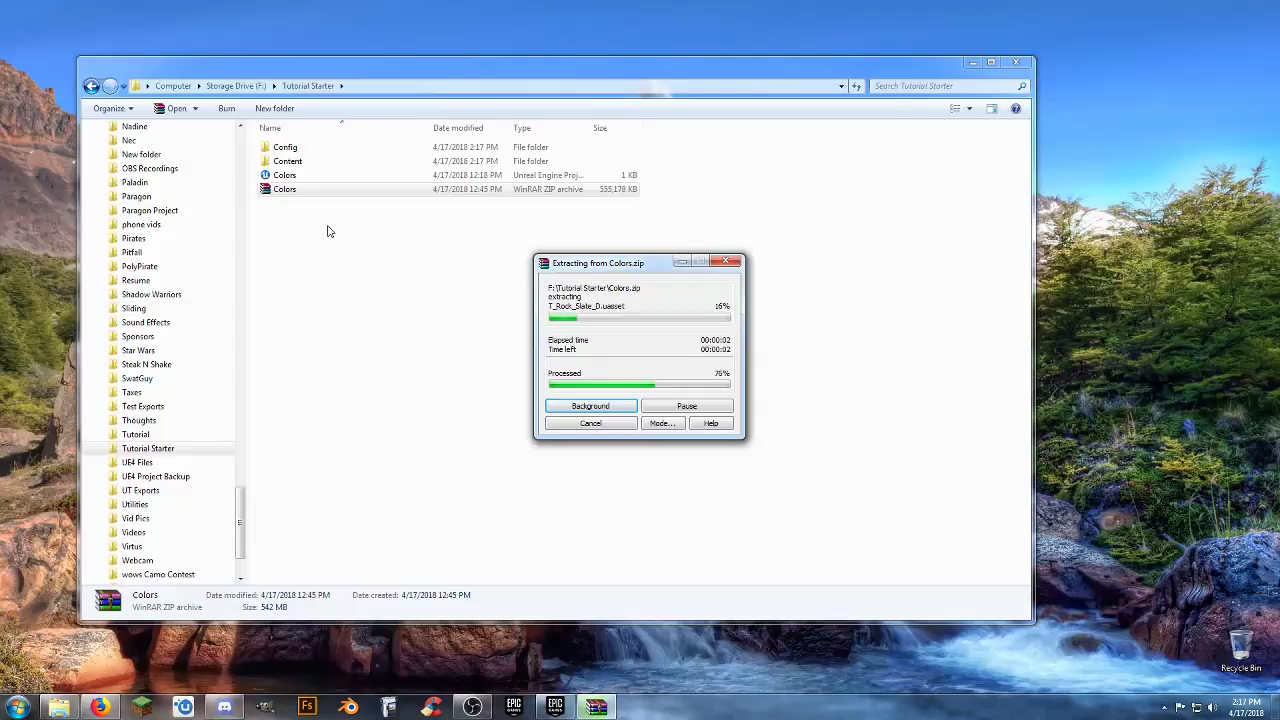 Computer Storage Drive (F:) Tutorial Starter
Search Tutorial Starter
Organize Open Burn New folder
Name Date modified Type Size
Nadine
Nec
New folder
OBS Recordings
Paladin
Paragon
Paragon Project
phone vids
Pirates
Pitfall
PolyPirate
Resume
Shadow Warriors
Sliding
Sound Effects
Sponsors
Star Wars
Steak N Shake
SwatGuy
Taxes
Test Exports
Thoughts
Tutorial
Tutorial Starter
UE4 Files
UE4 Project Backup
UT Exports
Utilities
Vid Pics
Videos
Virtus
Webcam
wows Camo Contest
Config 4/17/2018 2:17 PM File folder
Content 4/17/2018 2:17 PM File folder
Colors 4/17/2018 12:18 PM Unreal Engine Proj... 1 KB
Colors 4/17/2018 12:45 PM WinRAR ZIP archive 555,178 KB
Extracting from Colors.zip
F:\Tutorial Starter\Colors.zip
extracting
T_Rock_Slate_D.uasset 16%
Elapsed time 00:00:02
Time left 00:00:02
Processed 76%
Background Pause
Cancel Mode... Help
Colors Date modified: 4/17/2018 12:45 PM Date created: 4/17/2018 12:45 PM
WinRAR ZIP archive Size: 542 MB
Recycle Bin
Fs
EPIC GAMES
EPIC GAMES
2:17 PM
4/17/2018